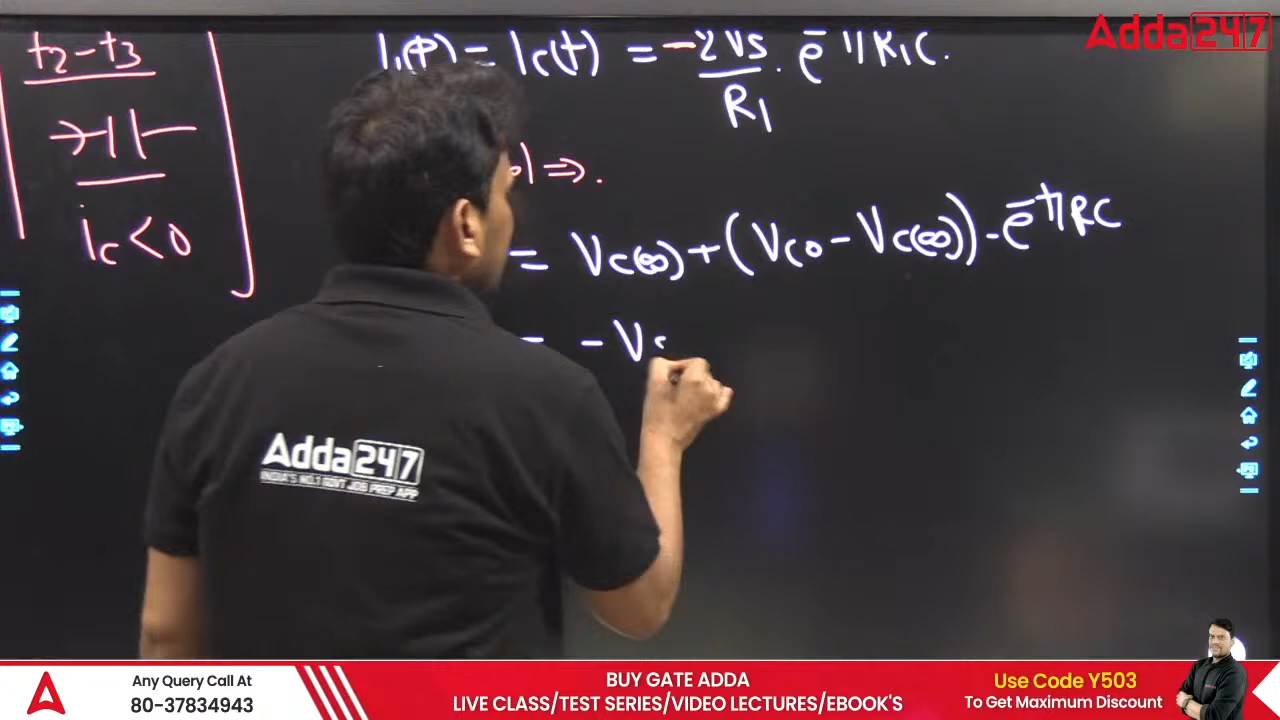 Adda247
t2-t3
ic<0
i1(t) = ic(t) = -2Vs/R1 . e^-t/R1C.
⇒.
= Vc(∞) + (Vco - Vc(∞)) . e^-t/RC
= - Vs
Adda247
INDIA'S NO.1 GOVT JOB PREP APP
Any Query Call At
80-37834943
BUY GATE ADDA
LIVE CLASS/TEST SERIES/VIDEO LECTURES/EBOOK'S
Use Code Y503
To Get Maximum Discount